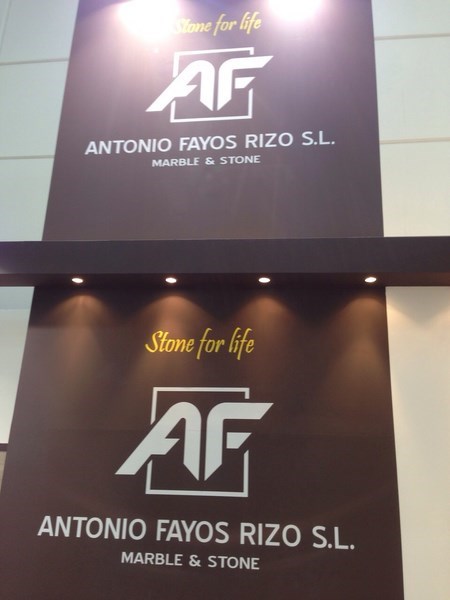 Stone for life
AF
ANTONIO FAYOS RIZO S.L.
MARBLE & STONE
Stone for life
AF
ANTONIO FAYOS RIZO S.L.
MARBLE & STONE